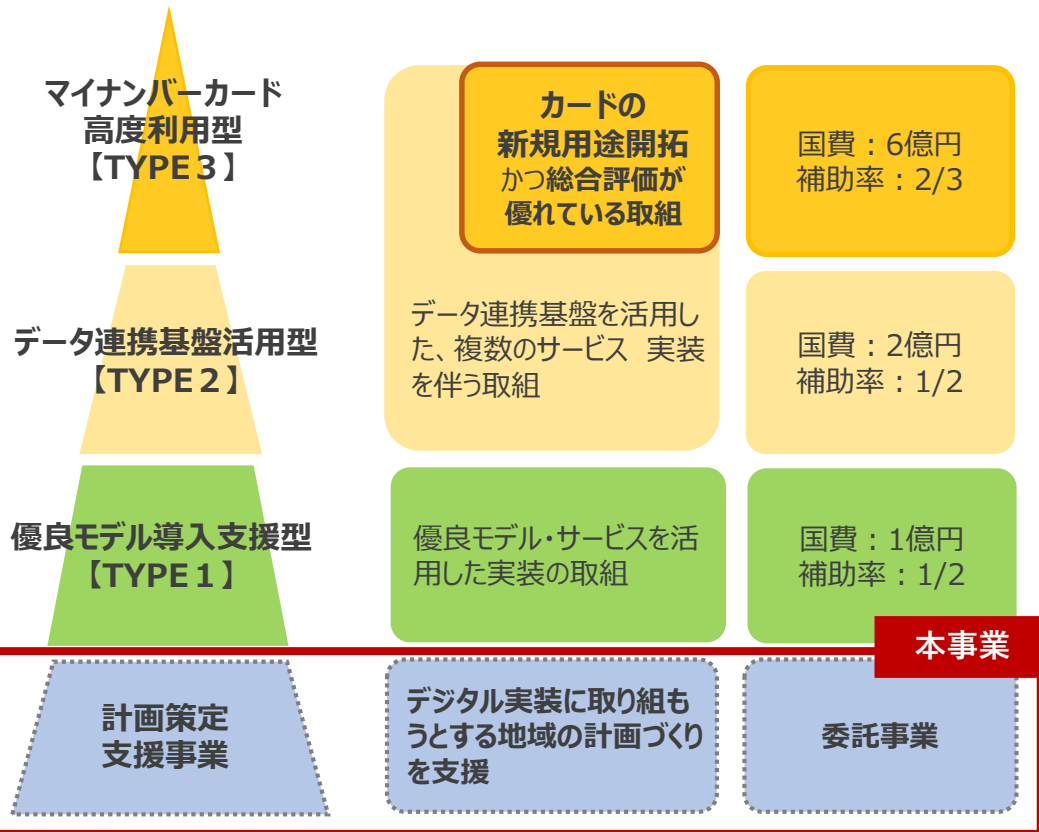 マイナンバーカード
高度利用型
【TYPE３】
カードの
新規用途開拓
かつ総合評価が
優れている取組
国費：6億円
補助率：2/3
データ連携基盤活用型
【TYPE２】
データ連携基盤を活用し
た、複数のサービス　実装
を伴う取組
国費：2億円
補助率：1/2
優良モデル導入支援型
【TYPE１】
優良モデル・サービスを活
用した実装の取組
国費：1億円
補助率：1/2
本事業
計画策定
支援事業
デジタル実装に取り組も
うとする地域の計画づくり
を支援
委託事業